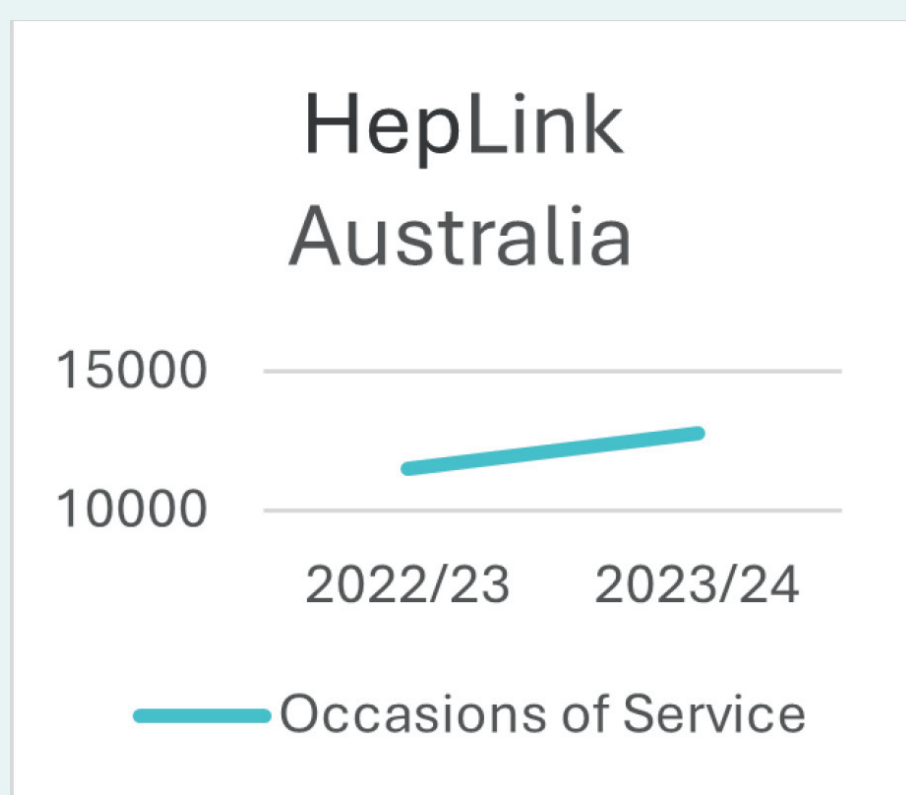 HepLink
Australia
15000
10000
2022/23 2023/24
Occasions of Service